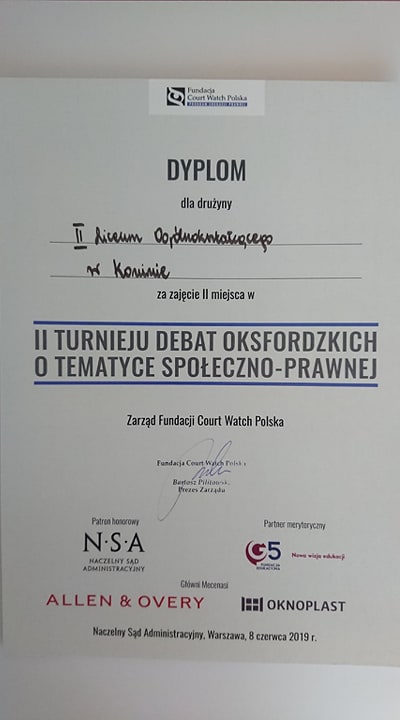 Fundacja
Court Watch Polska
DYPLOM
dla drużyny
II Liceum Ogólnokształcącego
w Koninie
za zajęcie II miejsca w
II TURNIEJU DEBAT OKSFORDZKICH
O TEMATYCE SPOŁECZNO-PRAWNEJ
Zarząd Fundacji Court Watch Polska
Fundacja Court Watch Polska
Bartosz Pilitowski
Prezes Zarządu
Patron honorowy
N·S·A
NACZELNY SĄD
ADMINISTRACYJNY
Partner merytoryczny
G5
FUNDACJA
EDUKACYJNA
Nowa wizja edukacji
Główni Mecenasi
ALLEN & OVERY
OKNOPLAST
Naczelny Sąd Administracyjny, Warszawa, 8 czerwca 2019 r.